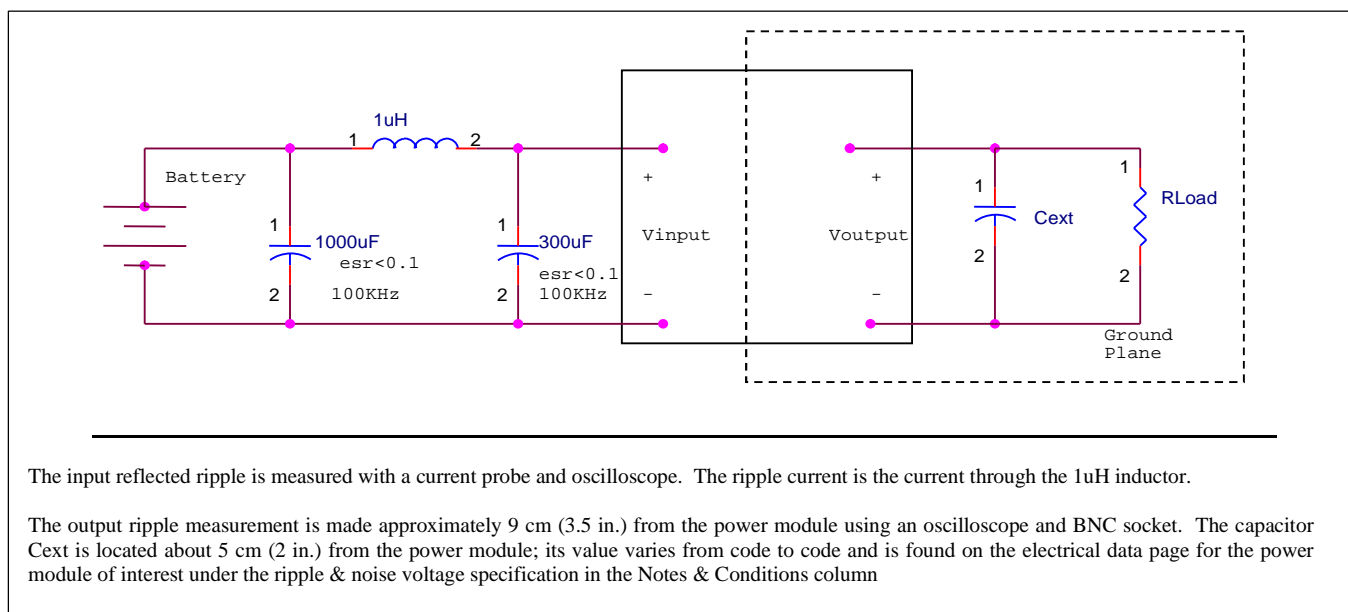 1uH
1
2
Battery
1
1000uF
esr<0.1
2
100KHz
1
300uF
esr<0.1
2
100KHz
+
Vinput
-
+
Voutput
-
1
Cext
2
1
RLoad
2
Ground
Plane
The input reflected ripple is measured with a current probe and oscilloscope. The ripple current is the current through the 1uH inductor.
The output ripple measurement is made approximately 9 cm (3.5 in.) from the power module using an oscilloscope and BNC socket. The capacitor
Cext is located about 5 cm (2 in.) from the power module; its value varies from code to code and is found on the electrical data page for the power
module of interest under the ripple & noise voltage specification in the Notes & Conditions column